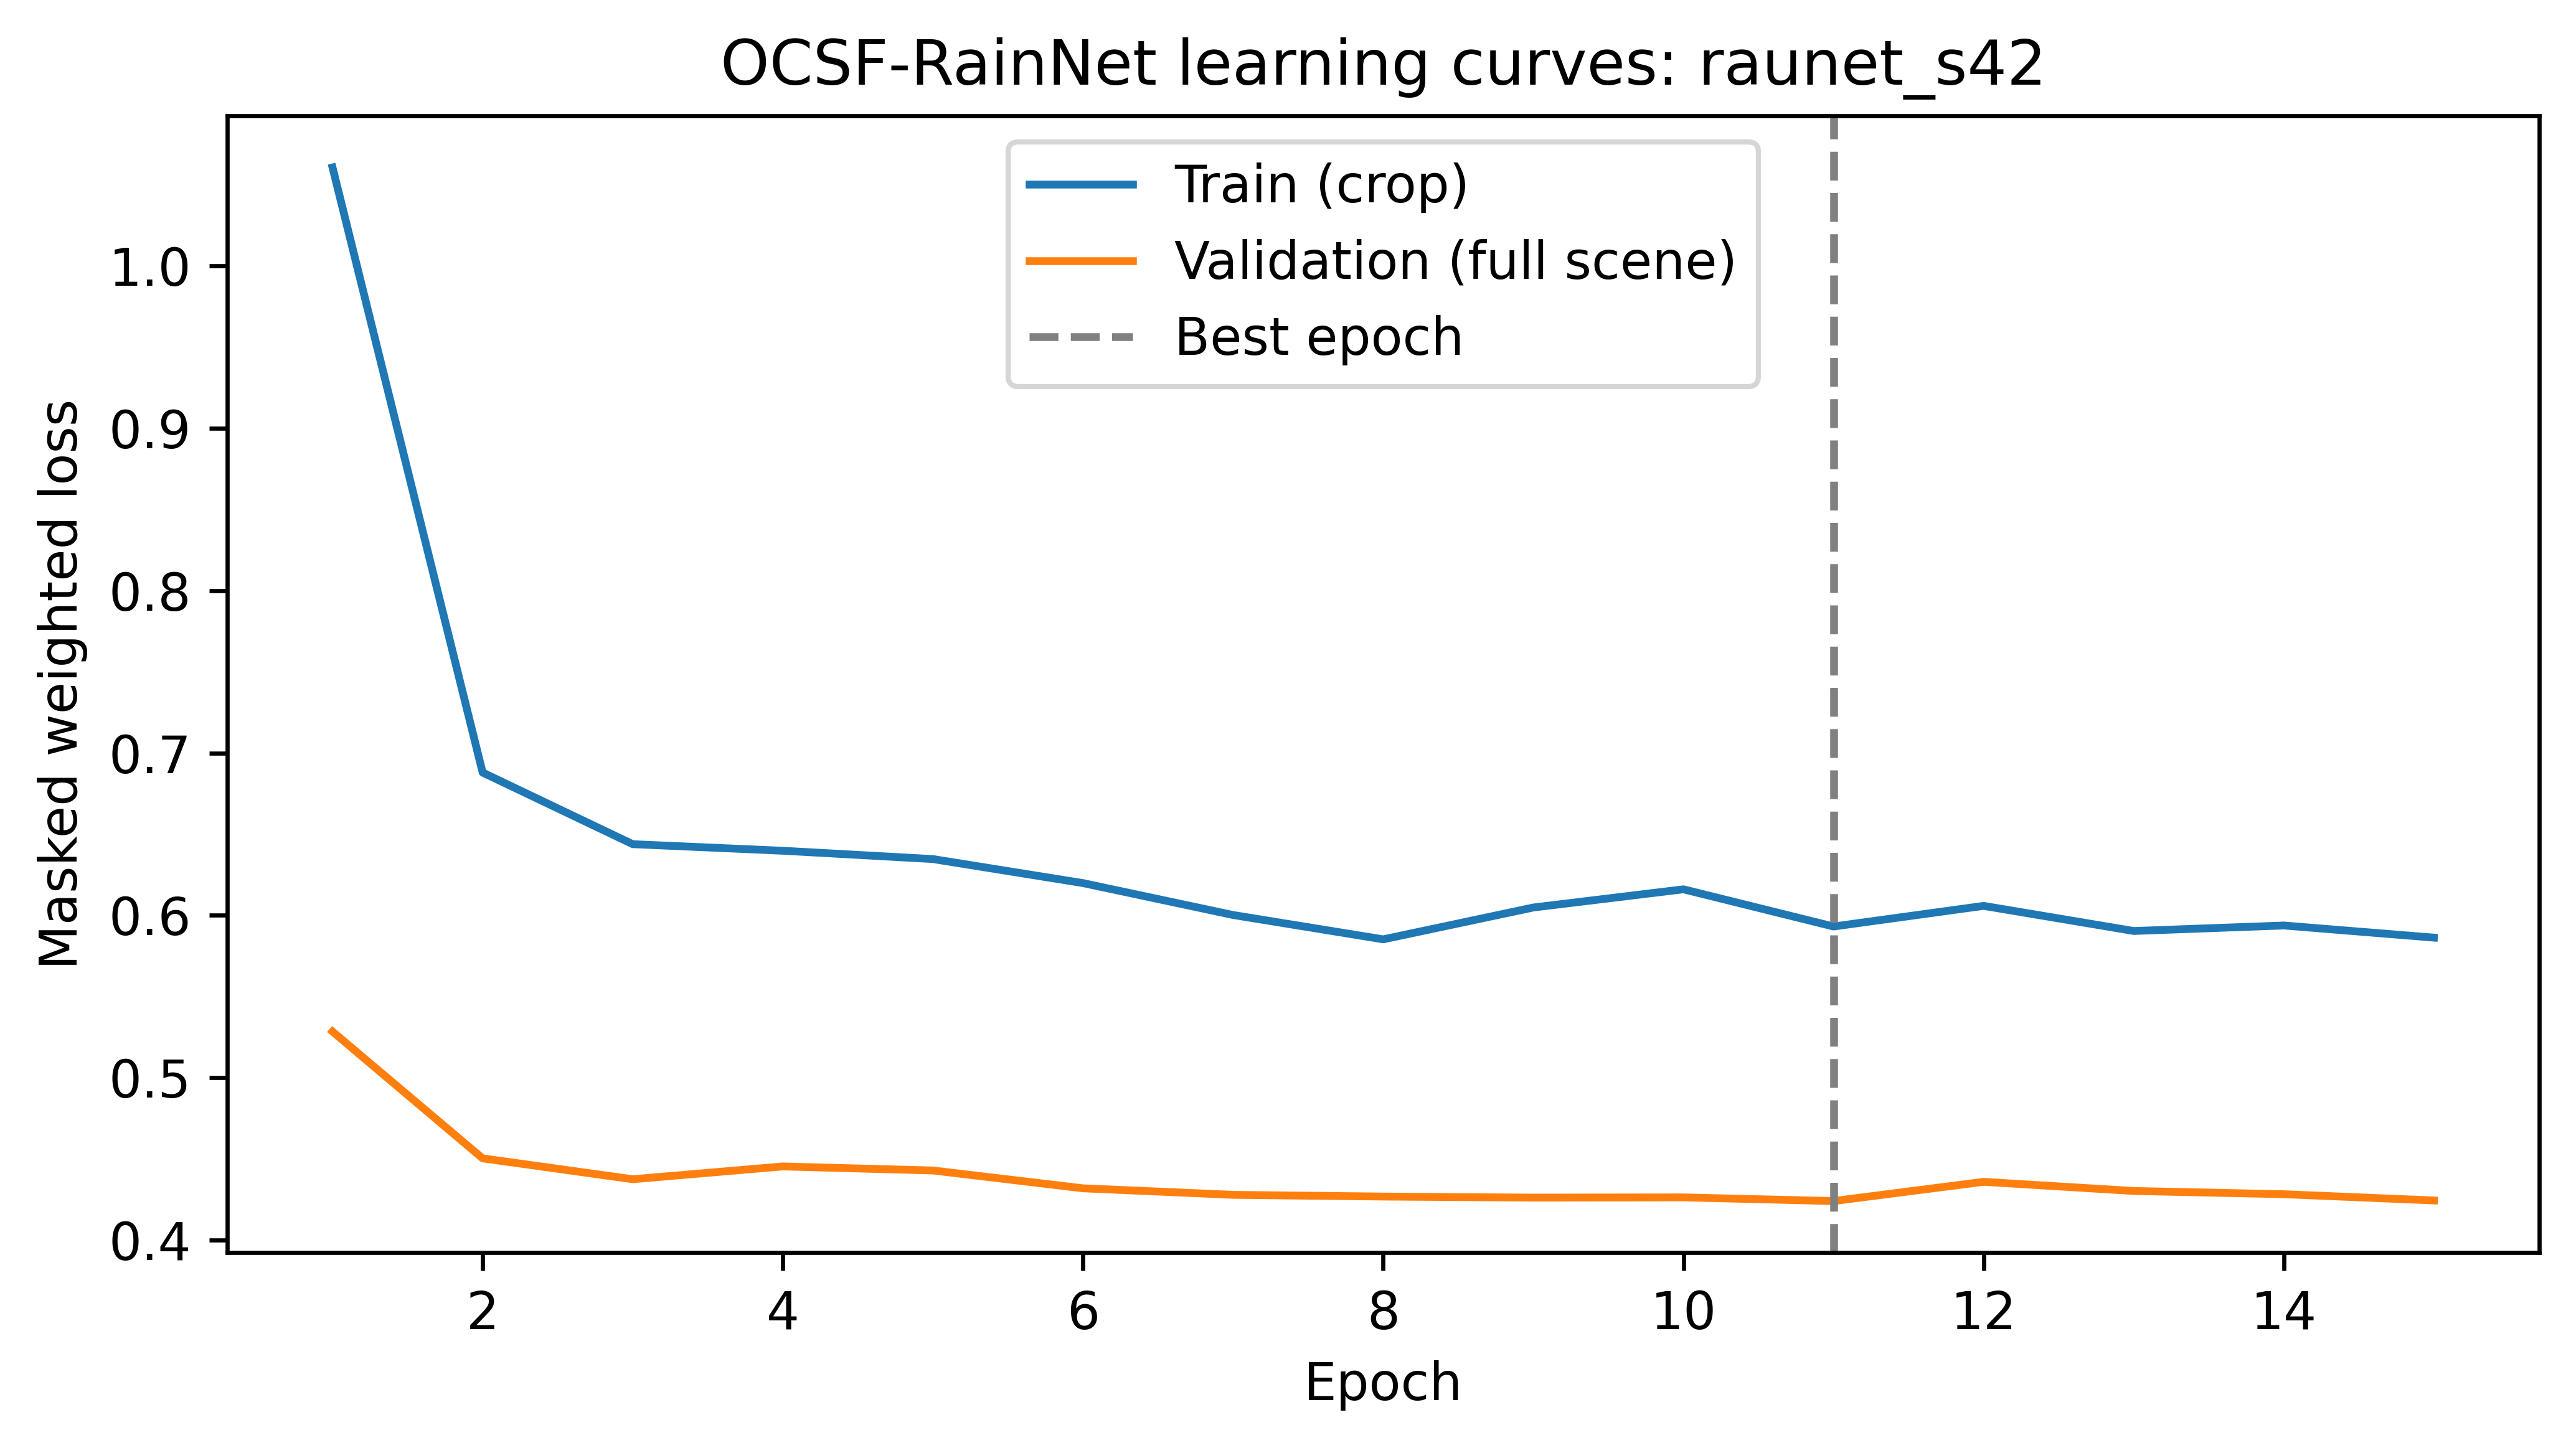 OCSF-RainNet learning curves: raunet_s42
Train (crop)
Validation (full scene)
Best epoch
Masked weighted loss
1.0
0.9
0.8
0.7
0.6
0.5
0.4
2 4 6 8 10 12 14
Epoch